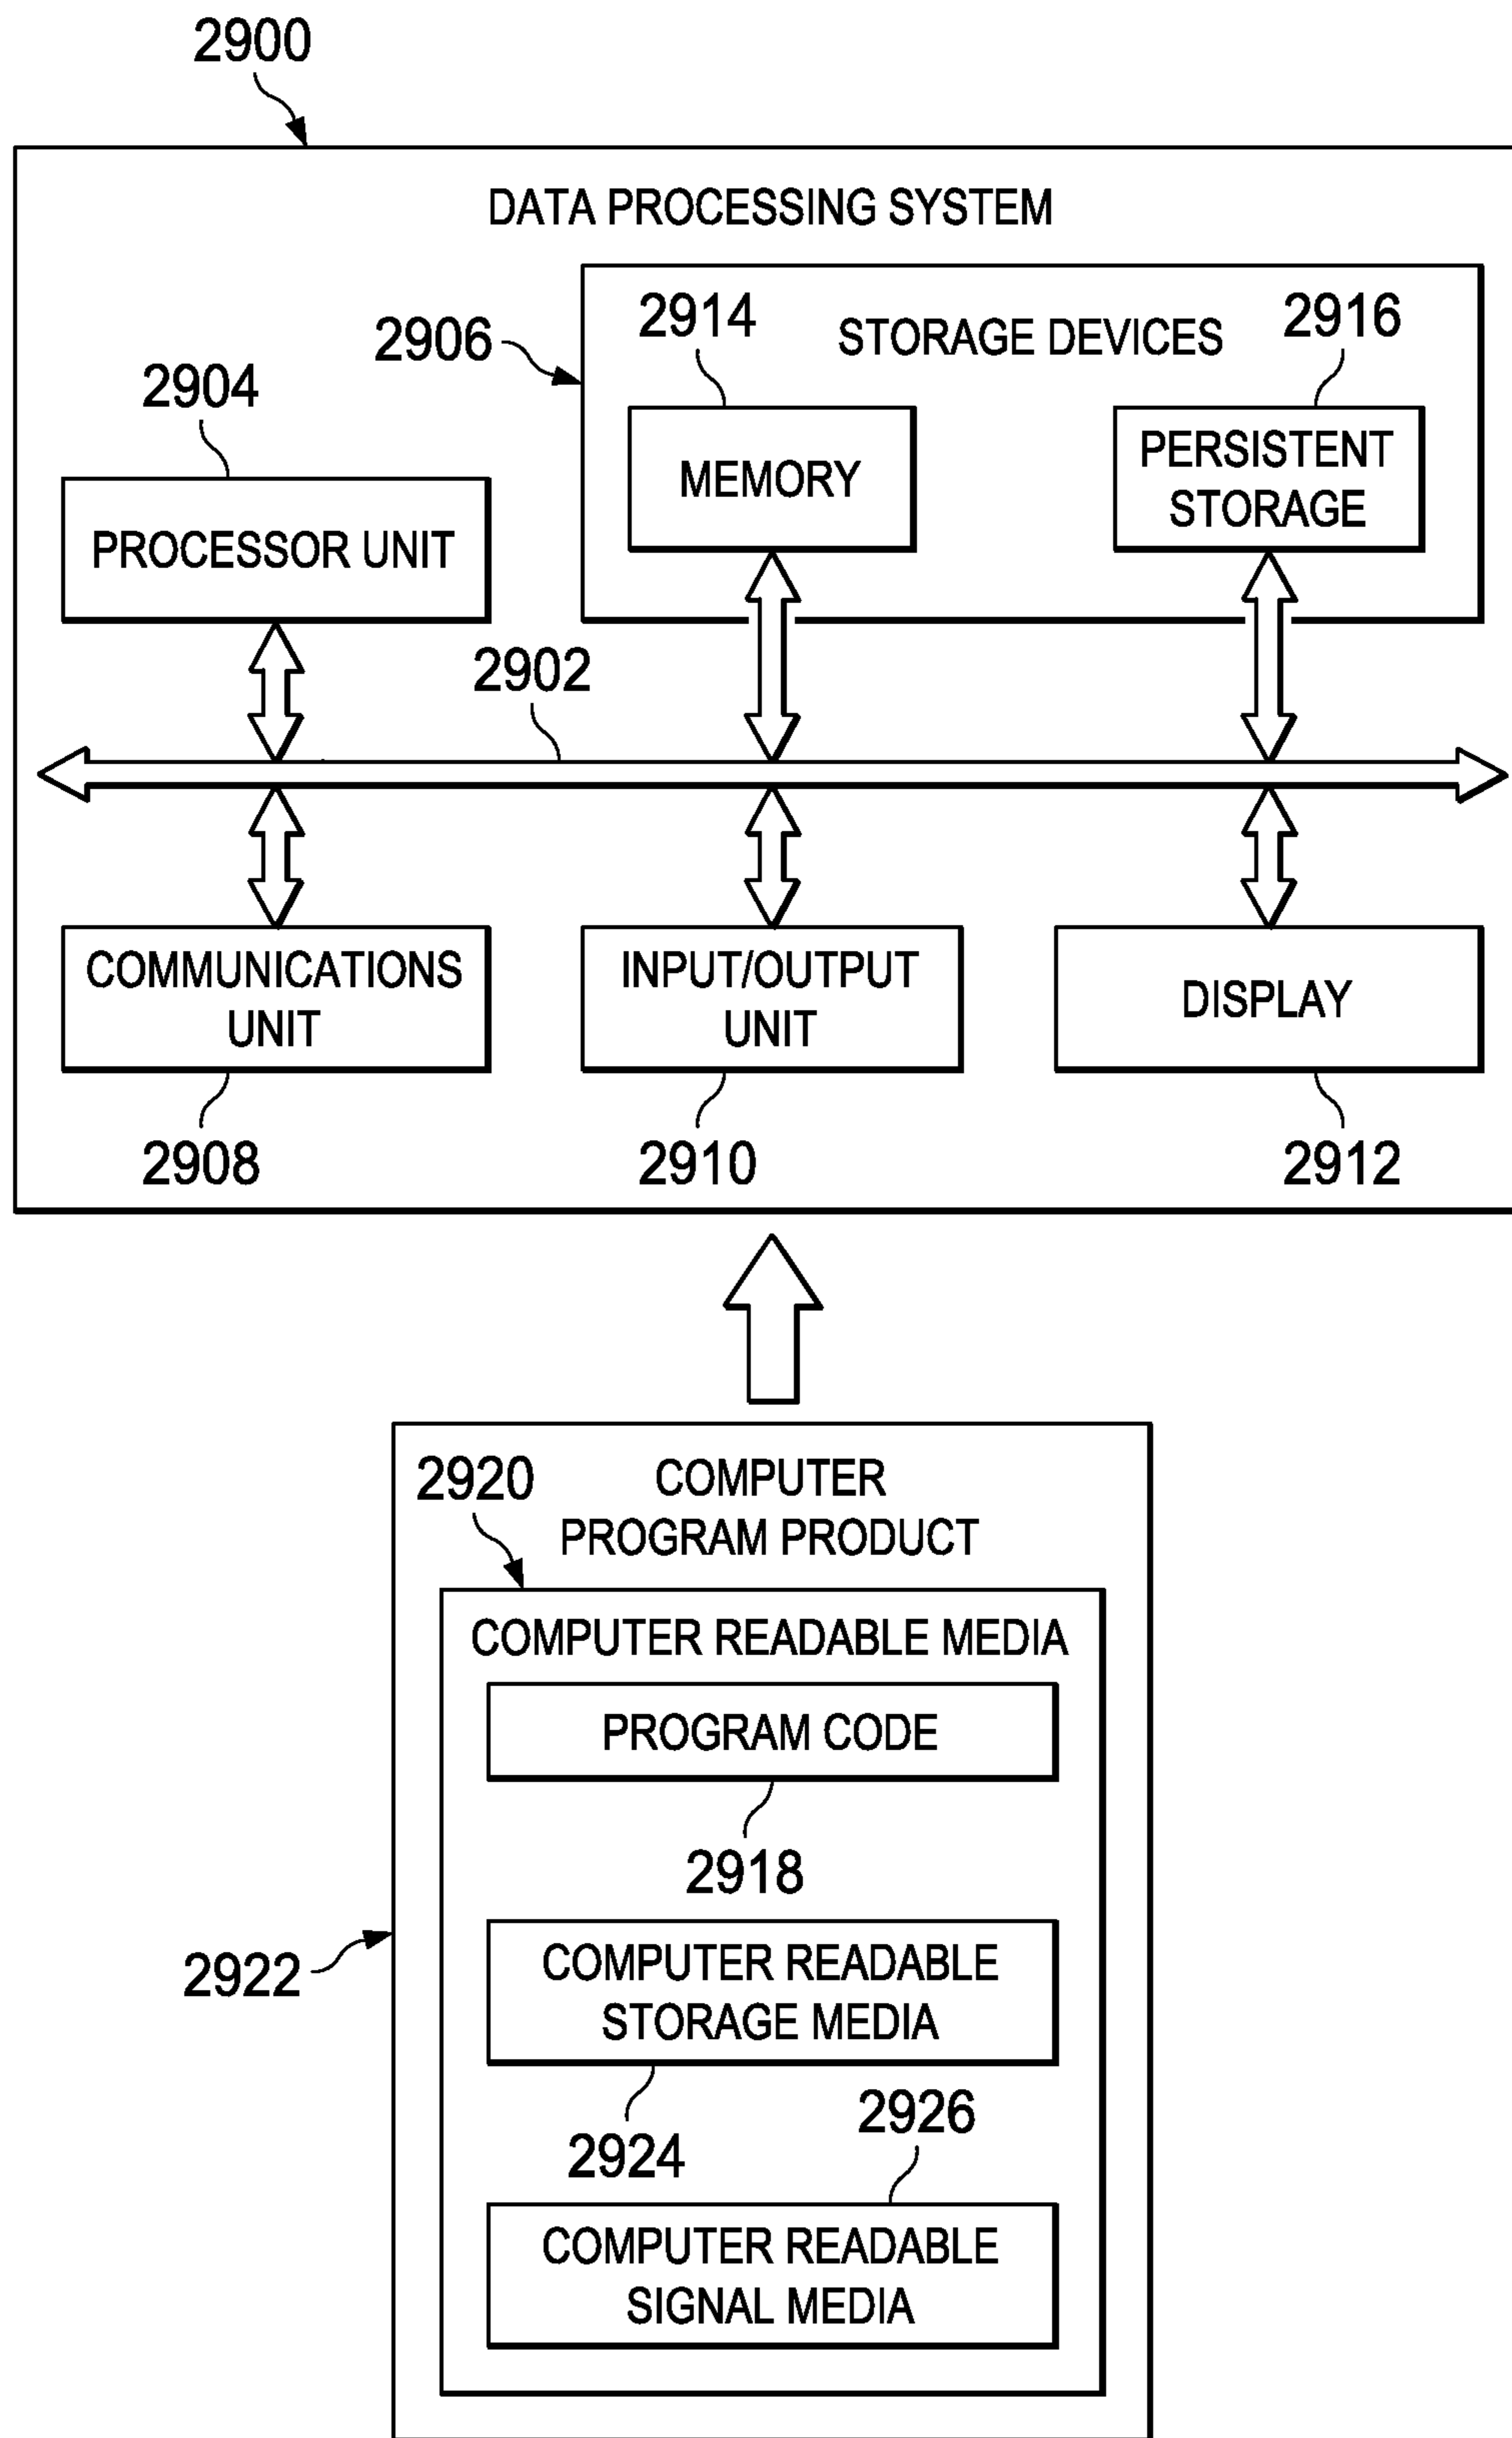 2900
DATA PROCESSING SYSTEM
2906
2914
STORAGE DEVICES
2916
2904
MEMORY
PERSISTENT
STORAGE
PROCESSOR UNIT
2902
COMMUNICATIONS
UNIT
INPUT/OUTPUT
UNIT
DISPLAY
2908
2910
2912
2920
COMPUTER
PROGRAM PRODUCT
COMPUTER READABLE MEDIA
PROGRAM CODE
2918
2922
COMPUTER READABLE
STORAGE MEDIA
2924
2926
COMPUTER READABLE
SIGNAL MEDIA